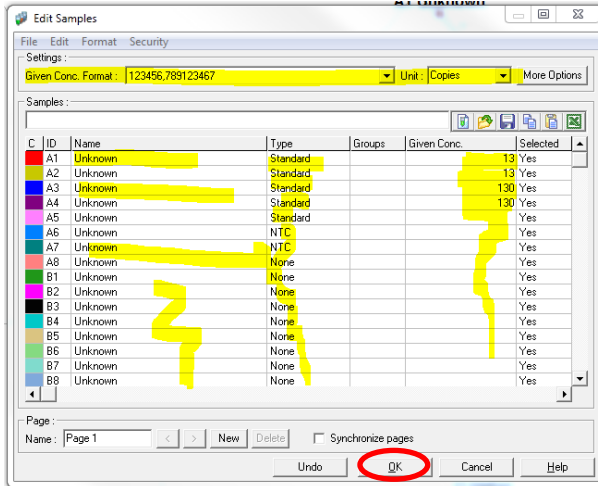 A1 Unknown
Edit Samples
File Edit Format Security
Settings :
Given Conc. Format : 123456,789123467 Unit : Copies More Options
Samples :
C ID Name Type Groups Given Conc. Selected
A1 Unknown Standard 13 Yes
A2 Unknown Standard 13 Yes
A3 Unknown Standard 130 Yes
A4 Unknown Standard 130 Yes
A5 Unknown Standard Yes
A6 Unknown NTC Yes
A7 Unknown NTC Yes
A8 Unknown None Yes
B1 Unknown None Yes
B2 Unknown None Yes
B3 Unknown None Yes
B4 Unknown None Yes
B5 Unknown None Yes
B6 Unknown None Yes
B7 Unknown None Yes
B8 Unknown None Yes
Page :
Name : Page 1 < > New Delete Synchronize pages
Undo OK Cancel Help